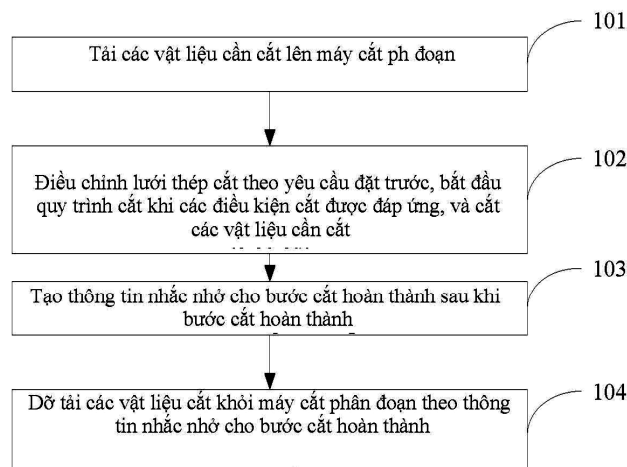 101
Tải các vật liệu cần cắt lên máy cắt ph đoạn
102
Điều chỉnh lưới thép cắt theo yêu cầu đặt trước, bắt đầu
quy trình cắt khi các điều kiện cắt được đáp ứng, và cắt
các vật liệu cần cắt
103
Tạo thông tin nhắc nhở cho bước cắt hoàn thành sau khi
bước cắt hoàn thành
104
Dỡ tải các vật liệu cắt khỏi máy cắt phân đoạn theo thông
tin nhắc nhở cho bước cắt hoàn thành